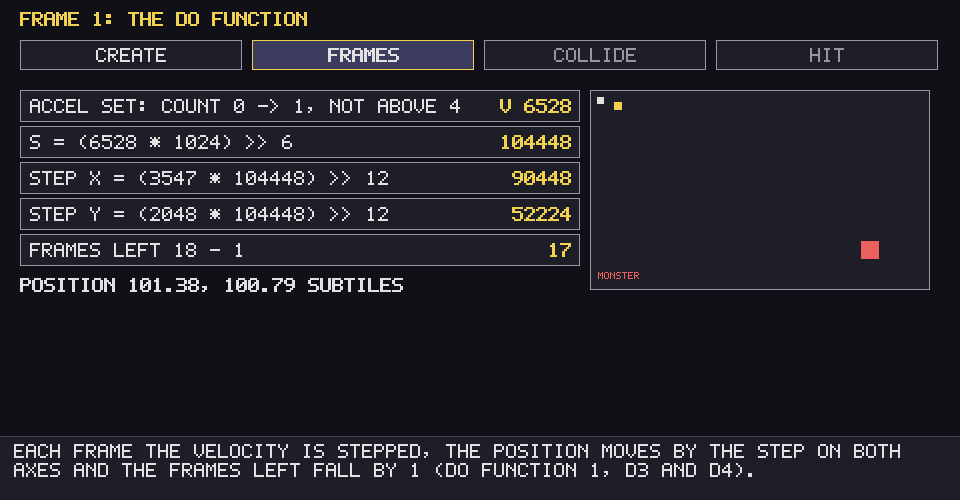 FRAME 1: THE DO FUNCTION
CREATE FRAMES COLLIDE HIT
ACCEL SET: COUNT 0 -> 1, NOT ABOVE 4 V 6528
S = (6528 * 1024) >> 6 104448
STEP X = (3547 * 104448) >> 12 90448
STEP Y = (2048 * 104448) >> 12 52224
FRAMES LEFT 18 - 1 17
POSITION 101.38, 100.79 SUBTILES
MONSTER
EACH FRAME THE VELOCITY IS STEPPED, THE POSITION MOVES BY THE STEP ON BOTH
AXES AND THE FRAMES LEFT FALL BY 1 (DO FUNCTION 1, D3 AND D4).